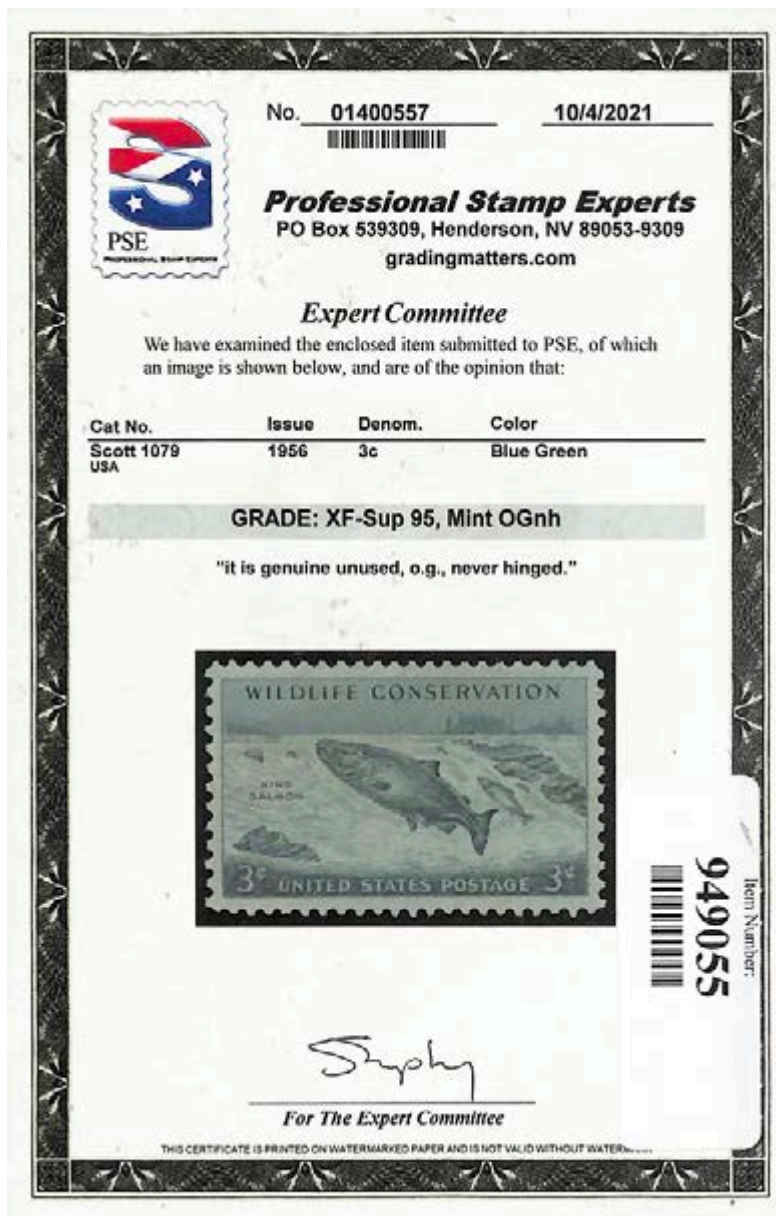 No. 01400557 10/4/2021
PSE
PROFESSIONAL STAMP EXPERTS
Professional Stamp Experts
PO Box 539309, Henderson, NV 89053-9309
gradingmatters.com
Expert Committee
We have examined the enclosed item submitted to PSE, of which
an image is shown below, and are of the opinion that:
Cat No. Issue Denom. Color
Scott 1079 1956 3c Blue Green
USA
GRADE: XF-Sup 95, Mint OGnh
"it is genuine unused, o.g., never hinged."
WILDLIFE CONSERVATION
KING
SALMON
3¢ UNITED STATES POSTAGE 3¢
Item Number:
949055
For The Expert Committee
THIS CERTIFICATE IS PRINTED ON WATERMARKED PAPER AND IS NOT VALID WITHOUT